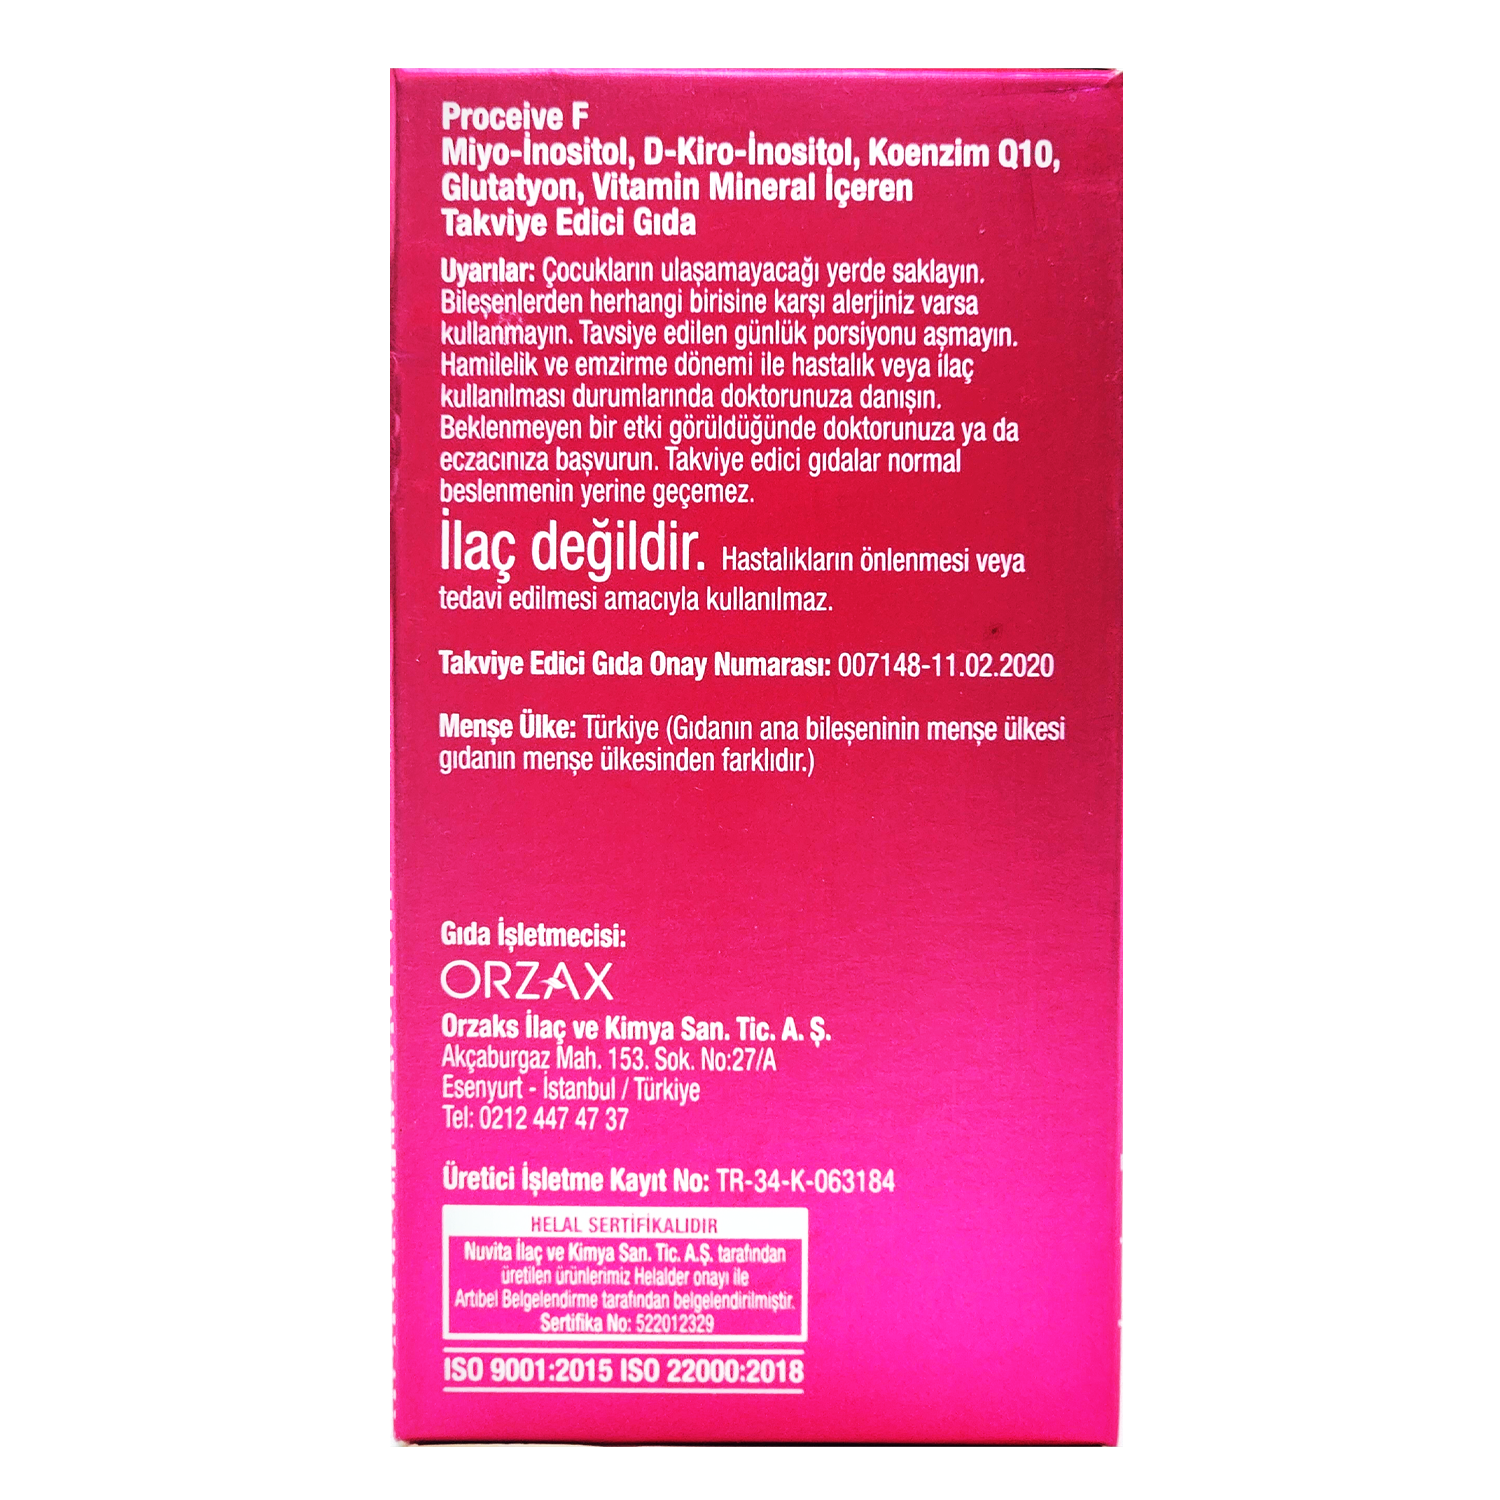 Proceive F
Miyo-İnositol, D-Kiro-İnositol, Koenzim Q10,
Glutatyon, Vitamin Mineral İçeren
Takviye Edici Gıda
Uyarılar: Çocukların ulaşamayacağı yerde saklayın.
Bileşenlerden herhangi birisine karşı alerjiniz varsa
kullanmayın. Tavsiye edilen günlük porsiyonu aşmayın.
Hamilelik ve emzirme dönemi ile hastalık veya ilaç
kullanılması durumlarında doktorunuza danışın.
Beklenmeyen bir etki görüldüğünde doktorunuza ya da
eczacınıza başvurun. Takviye edici gıdalar normal
beslenmenin yerine geçemez.
İlaç değildir. Hastalıkların önlenmesi veya
tedavi edilmesi amacıyla kullanılmaz.
Takviye Edici Gıda Onay Numarası: 007148-11.02.2020
Menşe Ülke: Türkiye (Gıdanın ana bileşeninin menşe ülkesi
gıdanın menşe ülkesinden farklıdır.)
Gıda İşletmecisi:
ORZAX
Orzaks İlaç ve Kimya San. Tic. A. Ş.
Akçaburgaz Mah. 153. Sok. No:27/A
Esenyurt - İstanbul / Türkiye
Tel: 0212 447 47 37
Üretici İşletme Kayıt No: TR-34-K-063184
HELAL SERTİFİKALIDIR
Nuvita İlaç ve Kimya San. Tic. A.Ş. tarafından
üretilen ürünlerimiz Helalder onayı ile
Artıbel Belgelendirme tarafından belgelendirilmiştir.
Sertifika No: 522012329
ISO 9001:2015 ISO 22000:2018